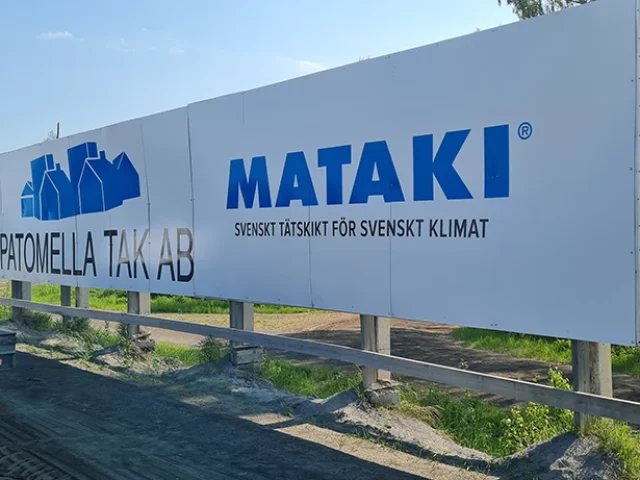 PATOMELLA TAK AB
MATAKI®
SVENSKT TÄTSKIKT FÖR SVENSKT KLIMAT